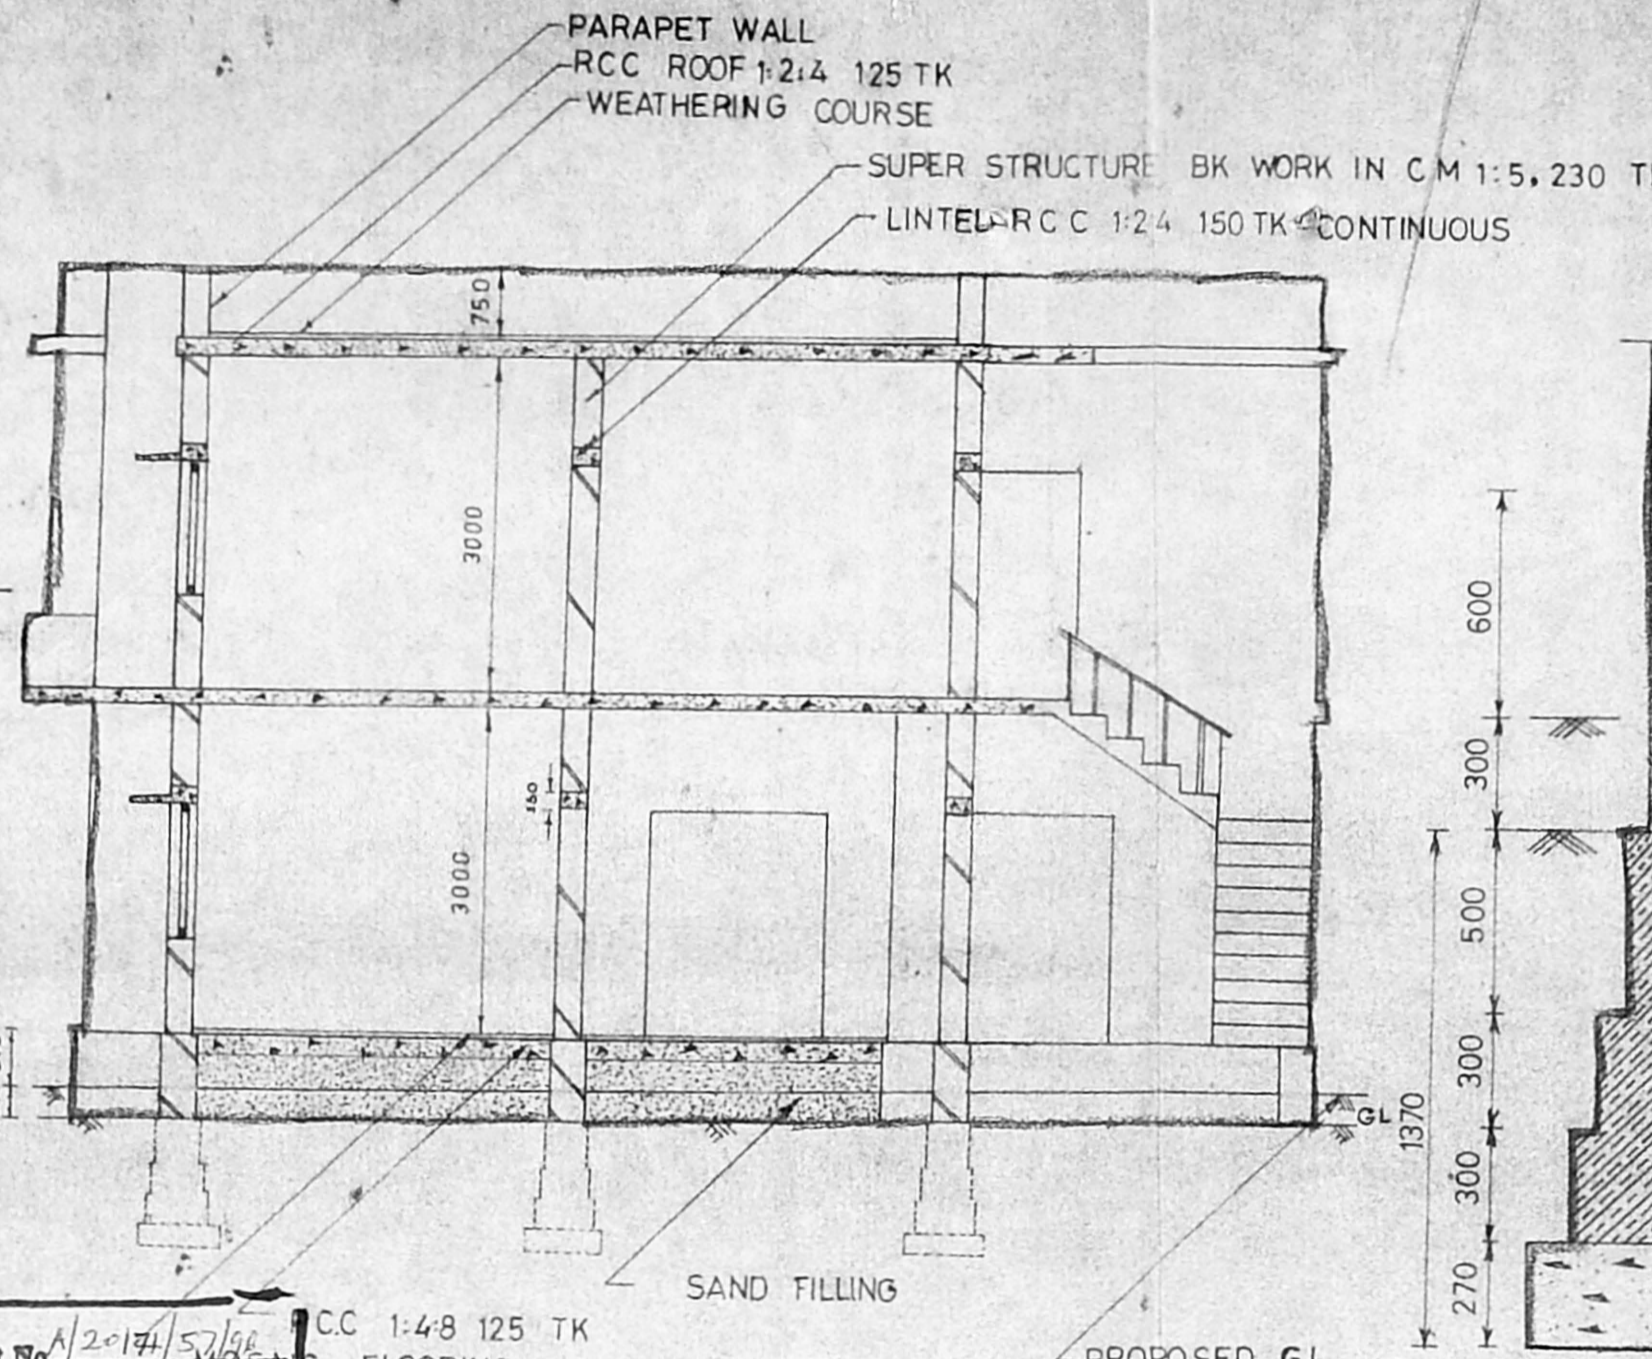 PARAPET WALL
RCC ROOF 1:2:4 125 TK
WEATHERING COURSE
SUPER STRUCTURE BK WORK IN C M 1:5, 230
LINTEL R C C 1:2 4 150 TK CONTINUOUS
750
3000
600
300
150
3000
500
300
GL
1370
300
270
SAND FILLING
C.C 1:4:8 125 TK
FLOORING
PROPOSED GL